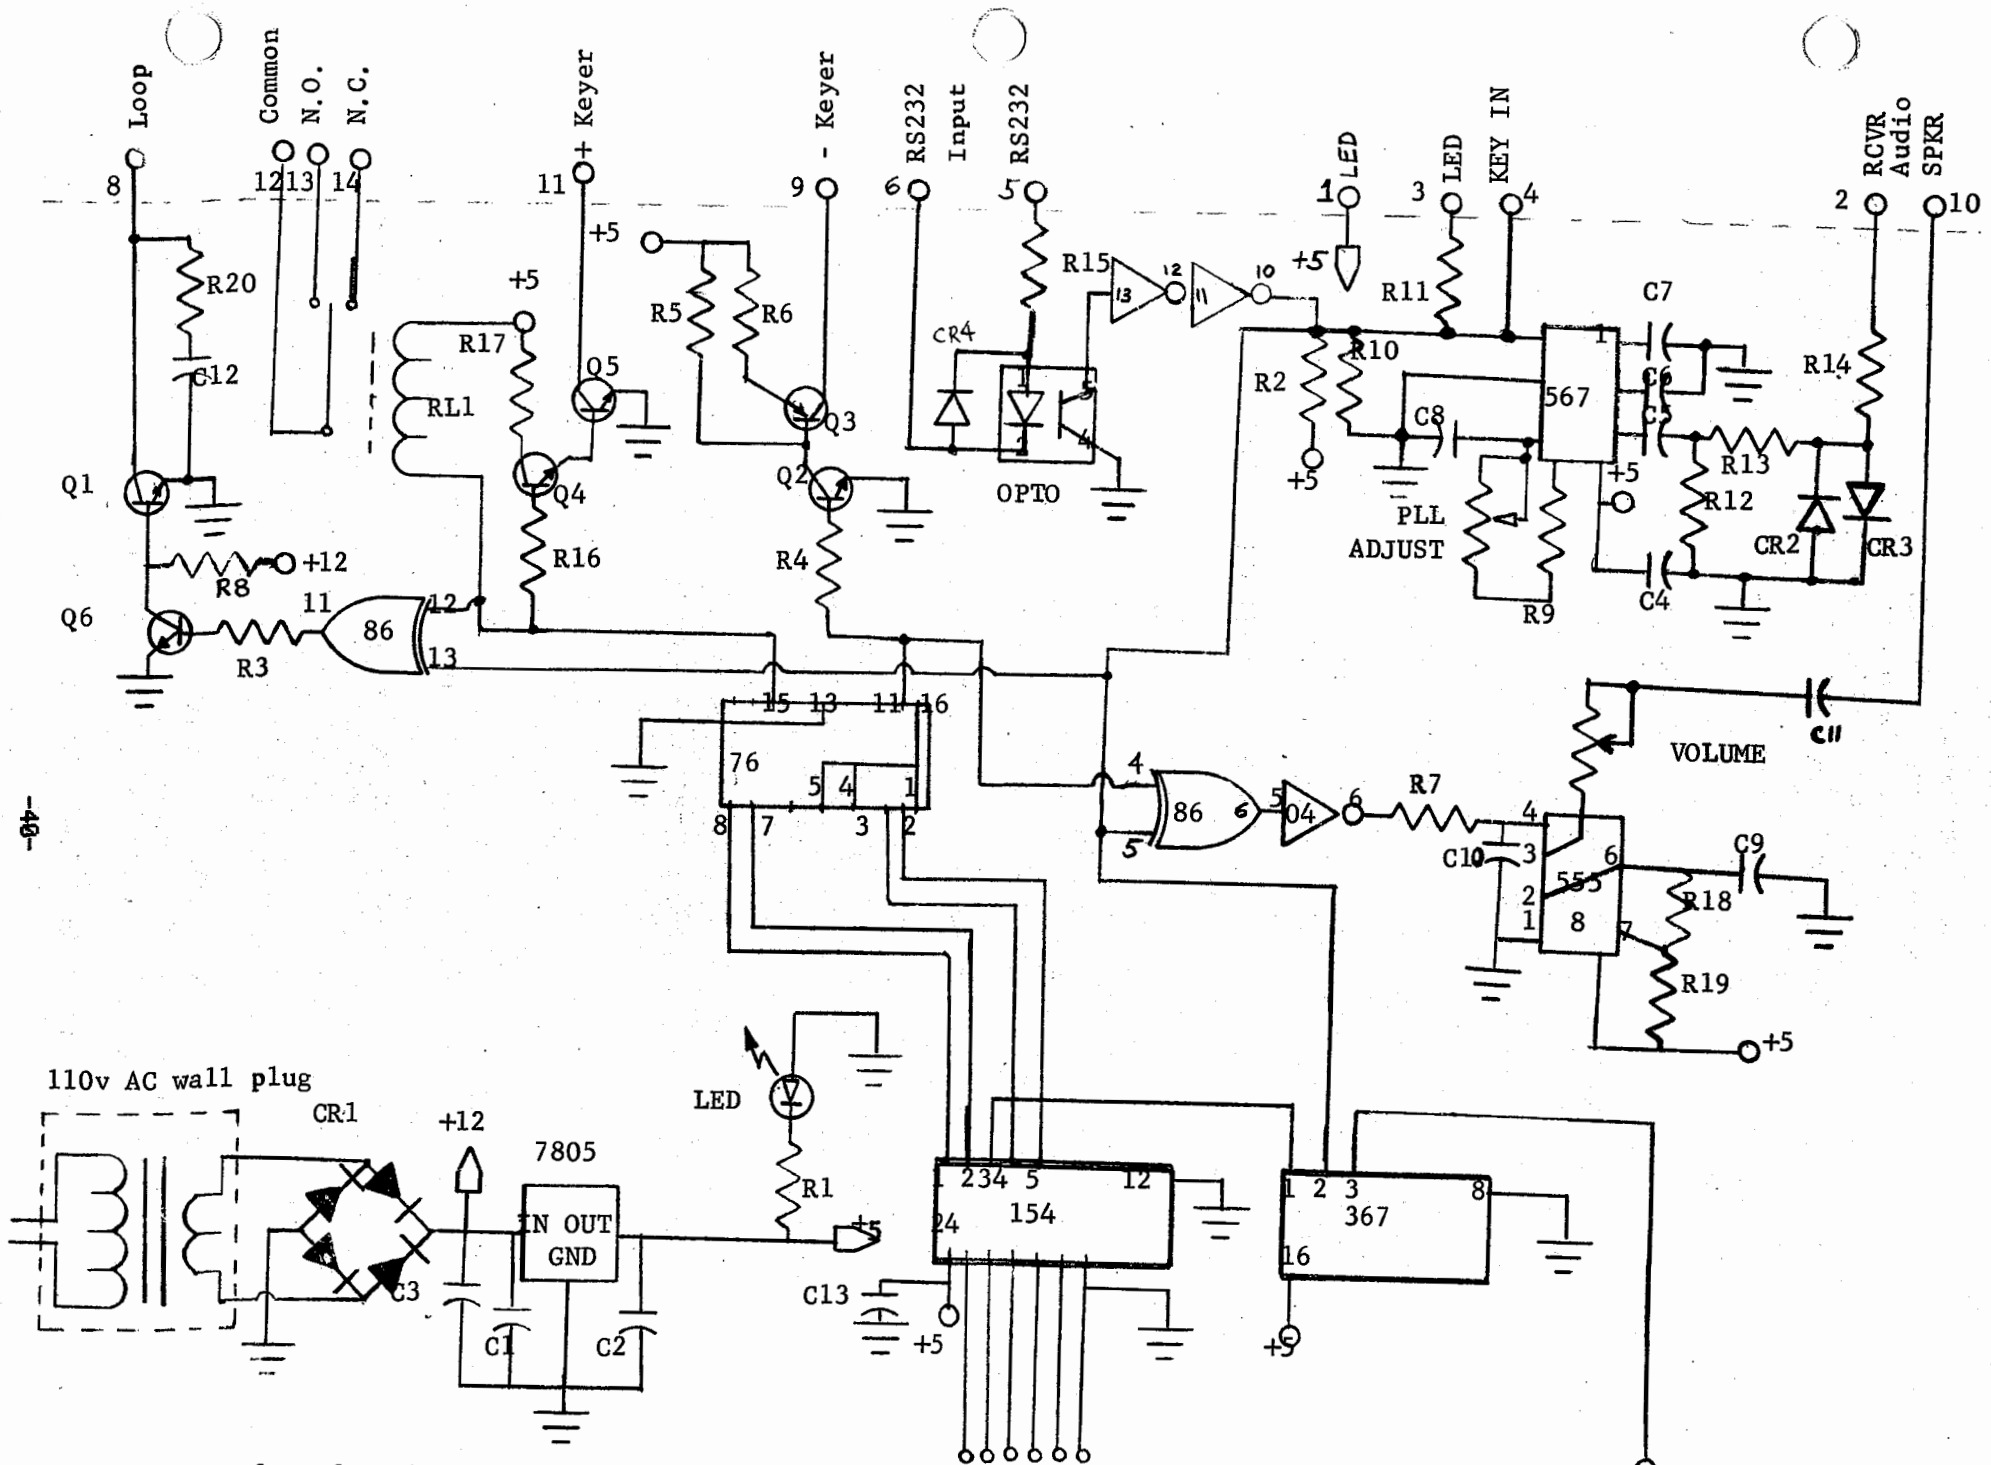 Loop
Common
N.O.
N.C.
+ Keyer
- Keyer
RS232
Input
RS232
LED
LED
KEY IN
RCVR
Audio
SPKR
8
12
13
14
11
9
6
5
1
3
4
2
10
+5
+5
+5
R20
C12
R17
RL1
Q5
R5
R6
Q3
CR4
R15
13
12
11
10
R11
C7
R10
R2
R14
567
1
C6
C5
C8
1
2
5
4
OPTO
Q1
Q4
Q2
+5
+5
R13
R12
PLL
ADJUST
CR2
CR3
R8
+12
R16
R4
R9
C4
Q6
R3
11
86
12
13
15
13
11
16
76
5
4
1
8
7
3
2
4
5
86
6
5
04
6
R7
C10
VOLUME
C11
4
3
2
1
555
8
6
7
C9
R18
R19
+5
-40-
110v AC wall plug
CR1
+12
7805
IN OUT
GND
C3
C1
C2
LED
R1
+5
1
2
3
4
5
12
154
24
C13
+5
1
2
3
8
367
16
+5